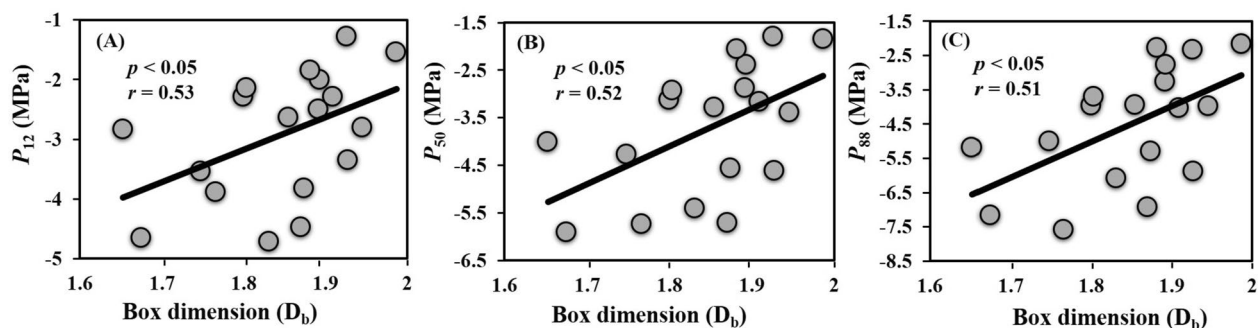 (A)
p < 0.05
r = 0.53
P12 (MPa)
-1
-2
-3
-4
-5
1.6 1.7 1.8 1.9 2
Box dimension (Db)
(B)
p < 0.05
r = 0.52
P50 (MPa)
-1.5
-2.5
-3.5
-4.5
-5.5
-6.5
1.6 1.7 1.8 1.9 2
Box dimension (Db)
(C)
p < 0.05
r = 0.51
P88 (MPa)
-1.5
-2.5
-3.5
-4.5
-5.5
-6.5
-7.5
-8.5
1.6 1.7 1.8 1.9 2
Box dimension (Db)